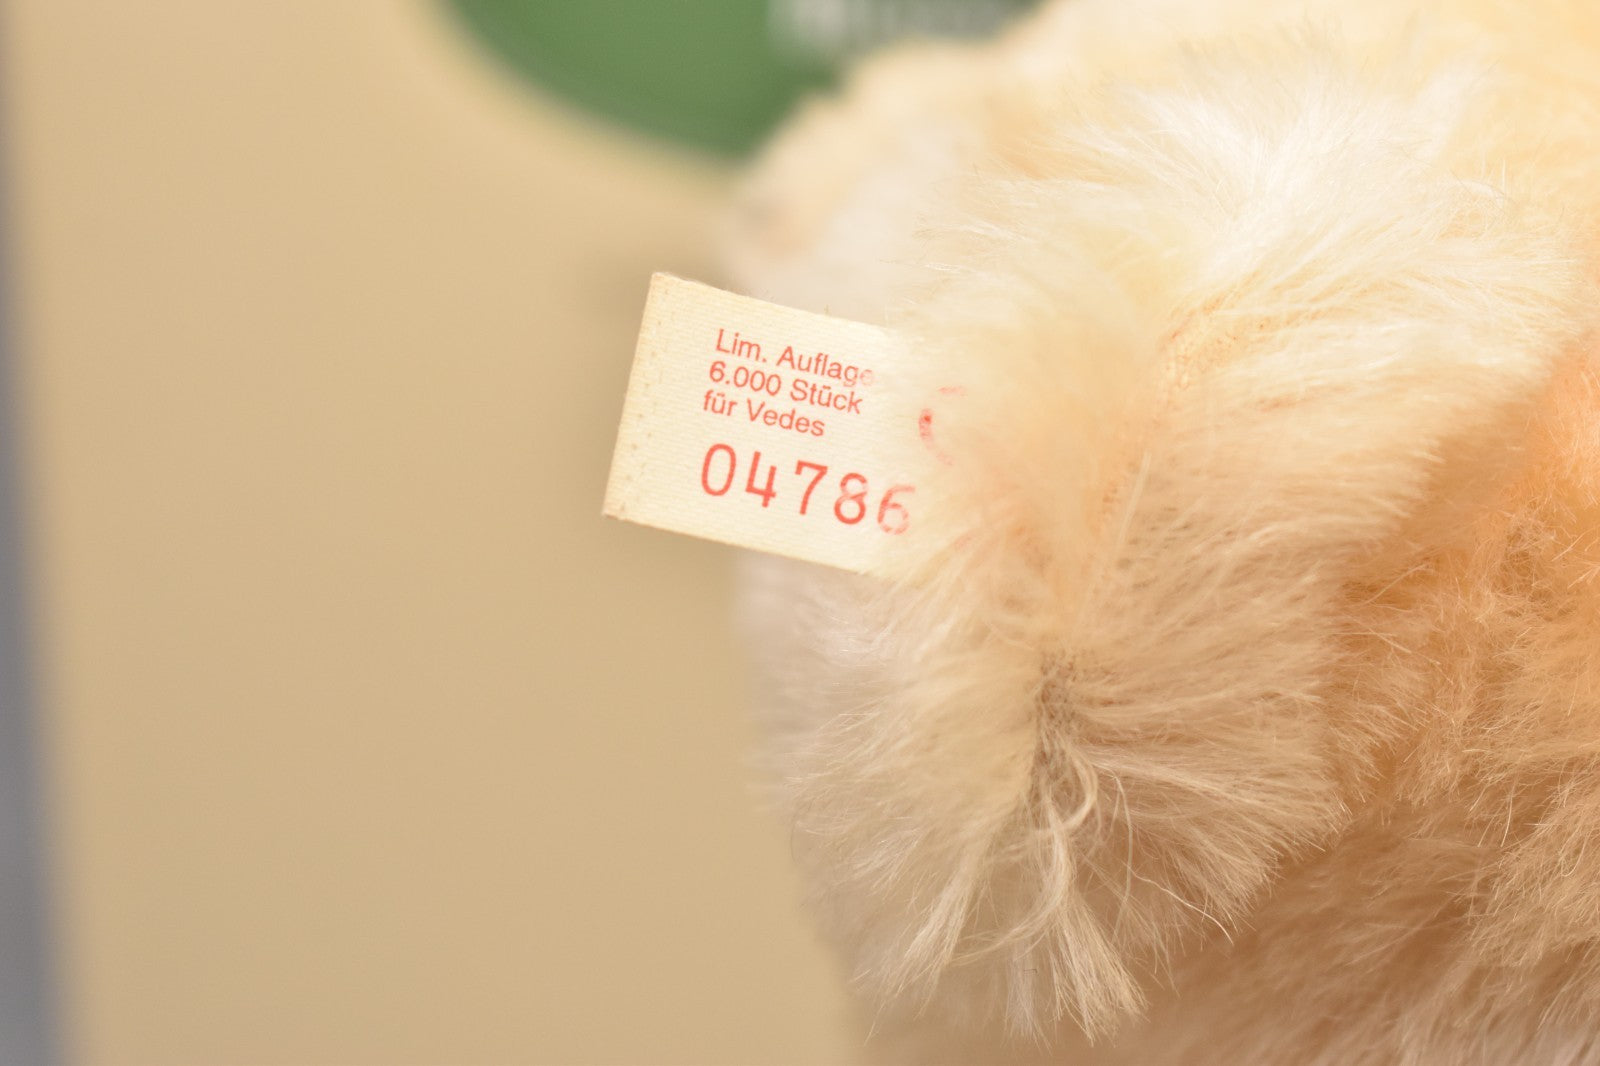 Lim. Auflage
6.000 Stück
für Vedes
04786